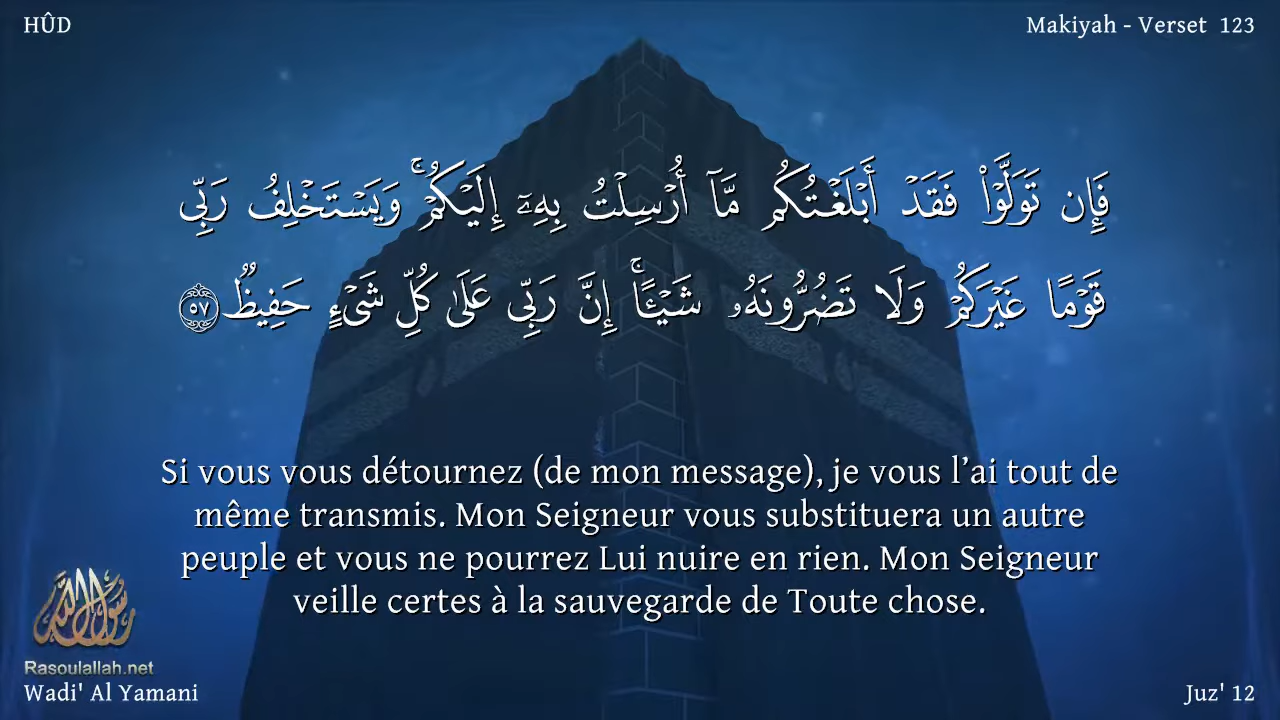 HÛD
Makiyah - Verset 123
فَإِن تَوَلَّوْا۟ فَقَدْ أَبْلَغْتُكُم مَّآ أُرْسِلْتُ بِهِۦٓ إِلَيْكُمْ ۚ وَيَسْتَخْلِفُ رَبِّى
قَوْمًا غَيْرَكُمْ وَلَا تَضُرُّونَهُۥ شَيْـًٔا ۚ إِنَّ رَبِّى عَلَىٰ كُلِّ شَىْءٍ حَفِيظٌ ٥٧
Si vous vous détournez (de mon message), je vous l’ai tout de
même transmis. Mon Seigneur vous substituera un autre
peuple et vous ne pourrez Lui nuire en rien. Mon Seigneur
veille certes à la sauvegarde de Toute chose.
رسول الله
Rasoulallah.net
Wadi' Al Yamani
Juz' 12